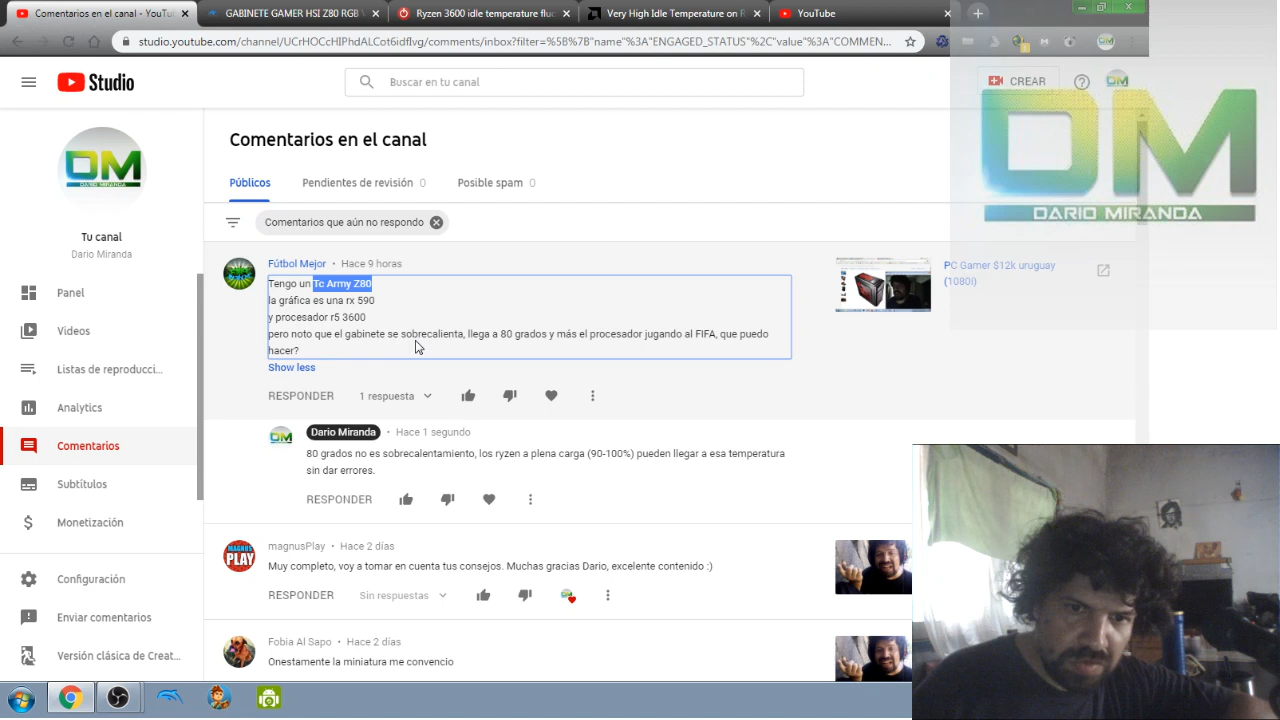 Comentarios en el canal - YouTu
GABINETE GAMER HSI Z80 RGB V
Ryzen 3600 idle temperature fluc
Very High Idle Temperature on R
YouTube
studio.youtube.com/channel/UCrHOCcHIPhdALCot6idfIvg/comments/inbox?filter=%5B%7B"name"%3A"ENGAGED_STATUS"%2C"value"%3A"COMMEN...
Studio
Buscar en tu canal
CREAR
DM
DARIO MIRANDA
DM
Tu canal
Dario Miranda
Panel
Videos
Listas de reproducci...
Analytics
Comentarios
Subtítulos
Monetización
Configuración
Enviar comentarios
Versión clásica de Creat...
Comentarios en el canal
Públicos
Pendientes de revisión 0
Posible spam 0
Comentarios que aún no respondo
Fútbol Mejor • Hace 9 horas
Tengo un Tc Army Z80
la gráfica es una rx 590
y procesador r5 3600
pero noto que el gabinete se sobrecalienta, llega a 80 grados y más el procesador jugando al FIFA, que puedo
hacer?
Show less
RESPONDER 1 respuesta
PC Gamer $12k uruguay
(1080I)
Dario Miranda • Hace 1 segundo
80 grados no es sobrecalentamiento, los ryzen a plena carga (90-100%) pueden llegar a esa temperatura
sin dar errores.
RESPONDER
MAGNUS
PLAY
magnusPlay • Hace 2 días
Muy completo, voy a tomar en cuenta tus consejos. Muchas gracias Dario, excelente contenido :)
RESPONDER Sin respuestas
Fobia Al Sapo • Hace 2 días
Onestamente la miniatura me convencio